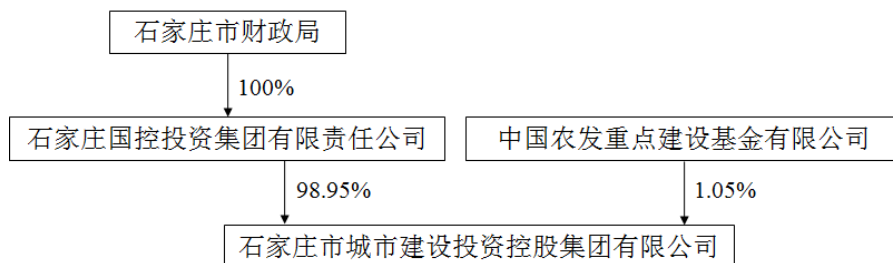 石家庄市财政局
100%
石家庄国控投资集团有限责任公司
中国农发重点建设基金有限公司
98.95%
1.05%
石家庄市城市建设投资控股集团有限公司